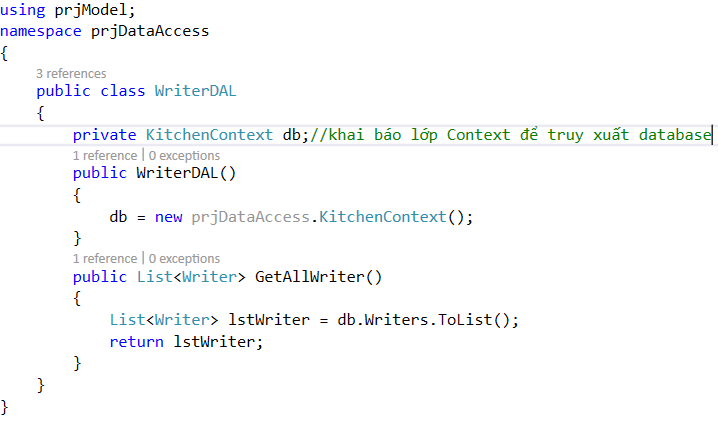 using prjModel;
namespace prjDataAccess
{
3 references
public class WriterDAL
{
private KitchenContext db;//khai báo lớp Context để truy xuất database
1 reference | 0 exceptions
public WriterDAL()
{
db = new prjDataAccess.KitchenContext();
}
1 reference | 0 exceptions
public List<Writer> GetAllWriter()
{
List<Writer> lstWriter = db.Writers.ToList();
return lstWriter;
}
}
}